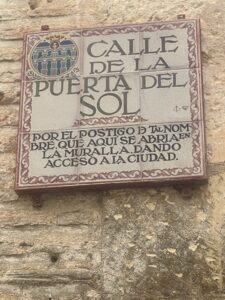 CALLE
DE LA
PUERTA DEL
SOL
POR EL POSTIGO D TAL NOM
BRE, QUE AQUI SE ABRIA EN
LA MURALLA, DANDO
ACCESO A LA CIUDAD.